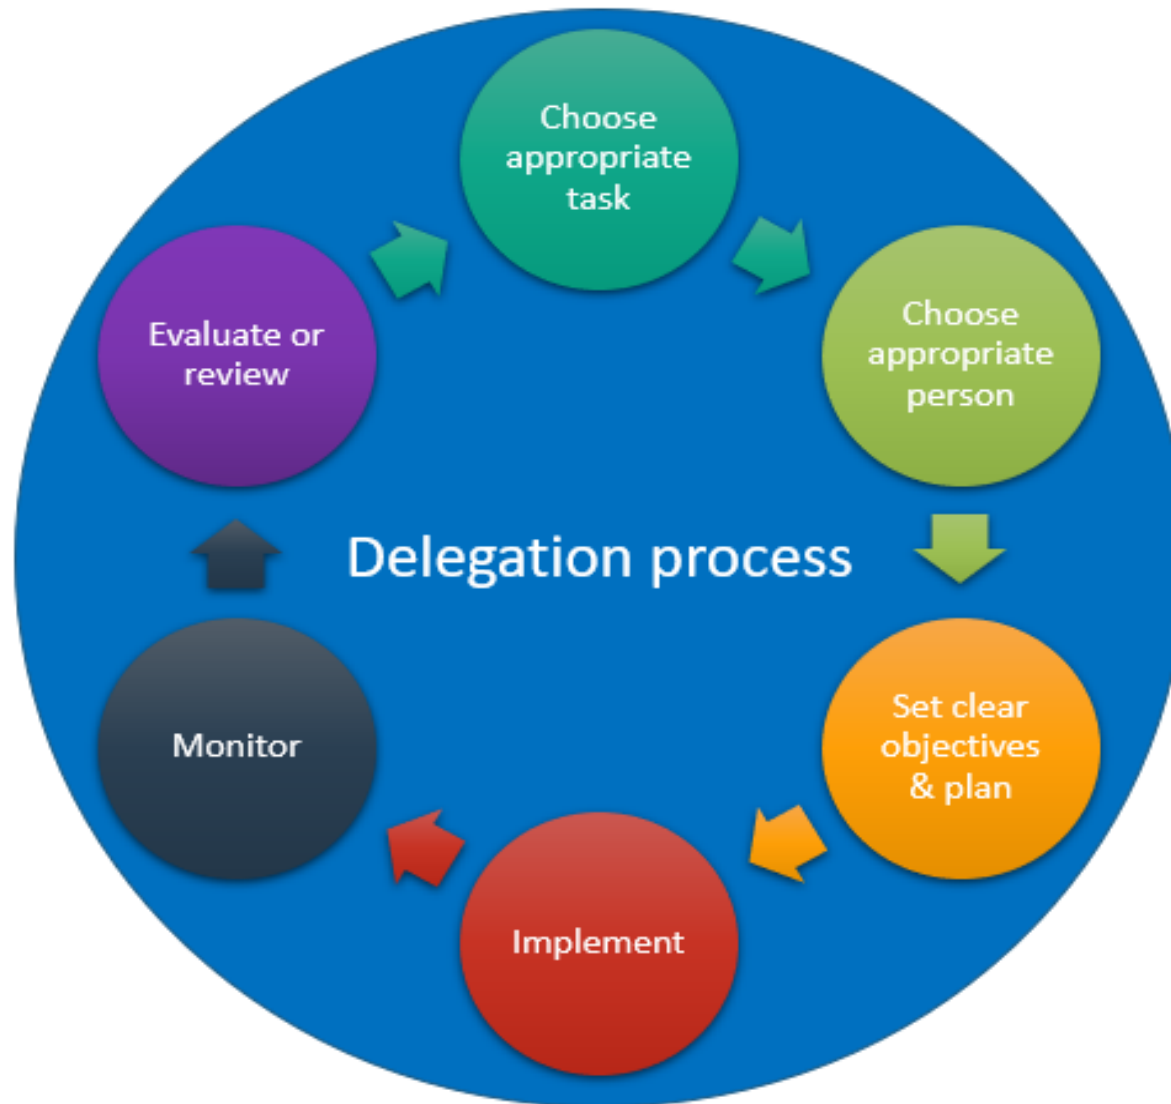 Choose
appropriate
task
Choose
appropriate
person
Set clear
objectives
& plan
Implement
Monitor
Evaluate or
review
Delegation process